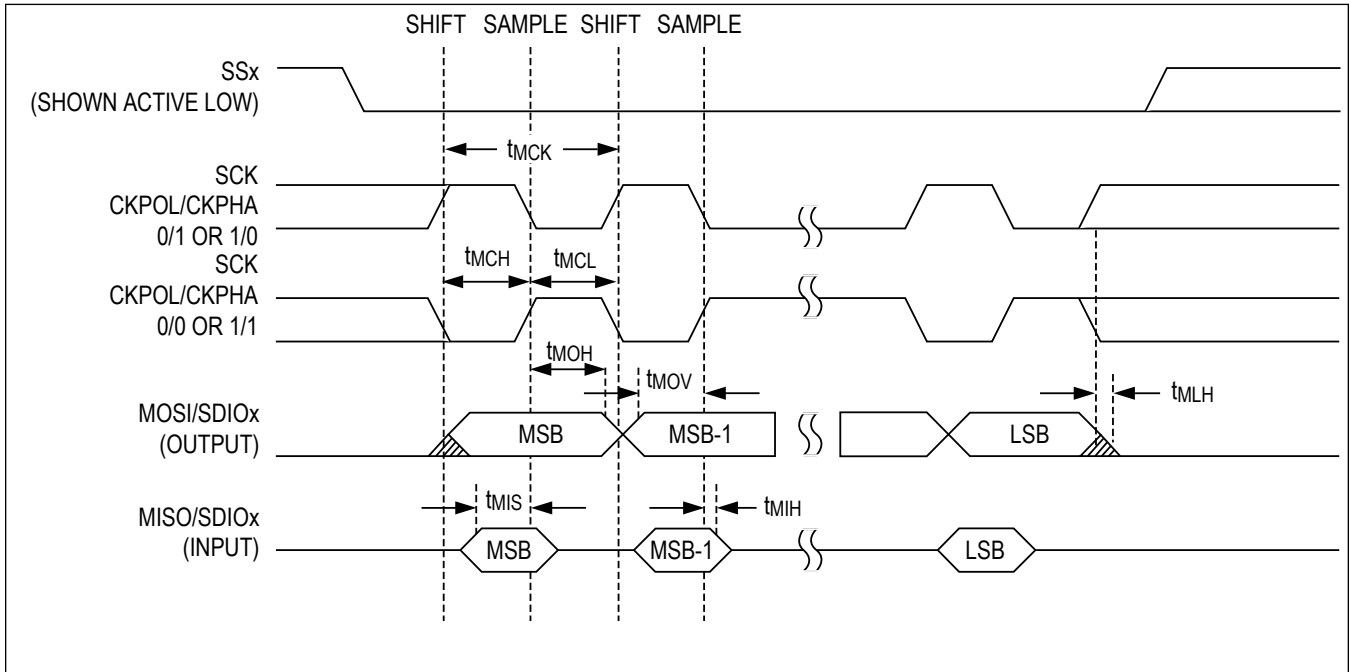 SHIFT SAMPLE SHIFT SAMPLE
SSx
(SHOWN ACTIVE LOW)
tMCK
SCK
CKPOL/CKPHA
0/1 OR 1/0
tMCH tMCL
SCK
CKPOL/CKPHA
0/0 OR 1/1
tMOH
tMOV
tMLH
MOSI/SDIOx
(OUTPUT)
MSB MSB-1 LSB
tMIS
tMIH
MISO/SDIOx
(INPUT)
MSB MSB-1 LSB